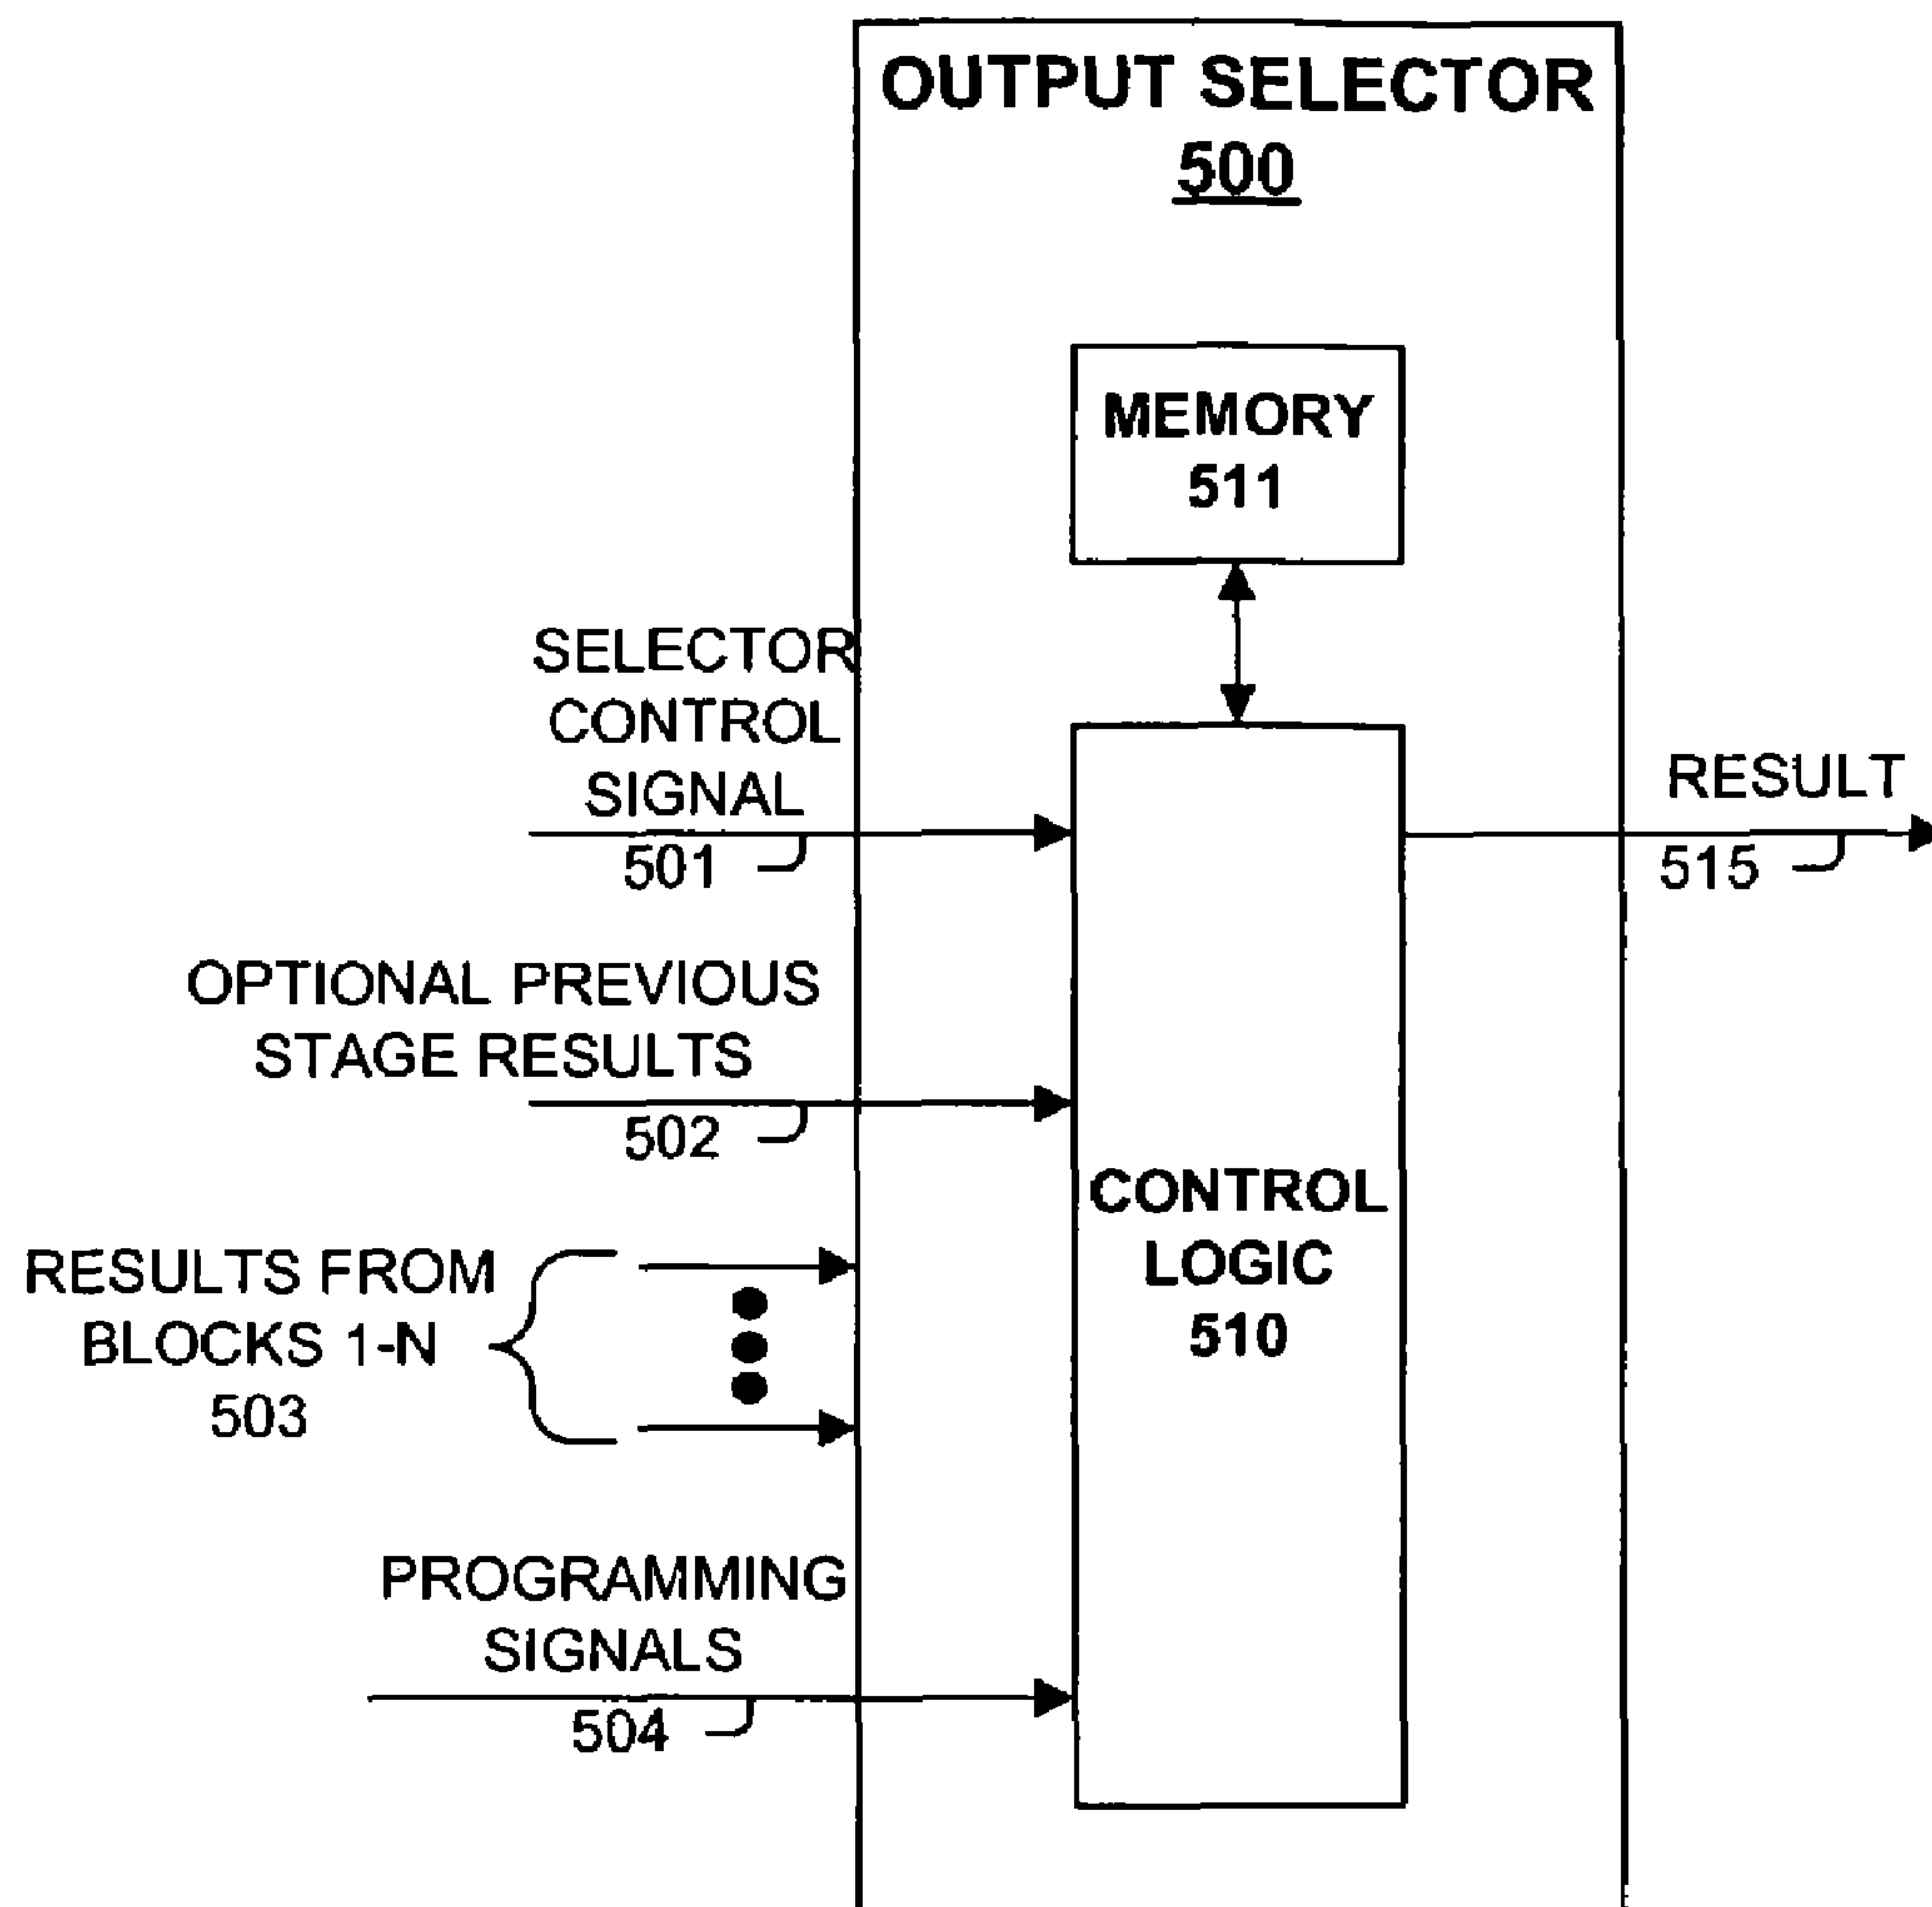 OUTPUT SELECTOR
500
MEMORY
511
SELECTOR
CONTROL
SIGNAL
501
RESULT
515
OPTIONAL PREVIOUS
STAGE RESULTS
502
CONTROL
LOGIC
510
RESULTS FROM
BLOCKS 1-N
503
PROGRAMMING
SIGNALS
504